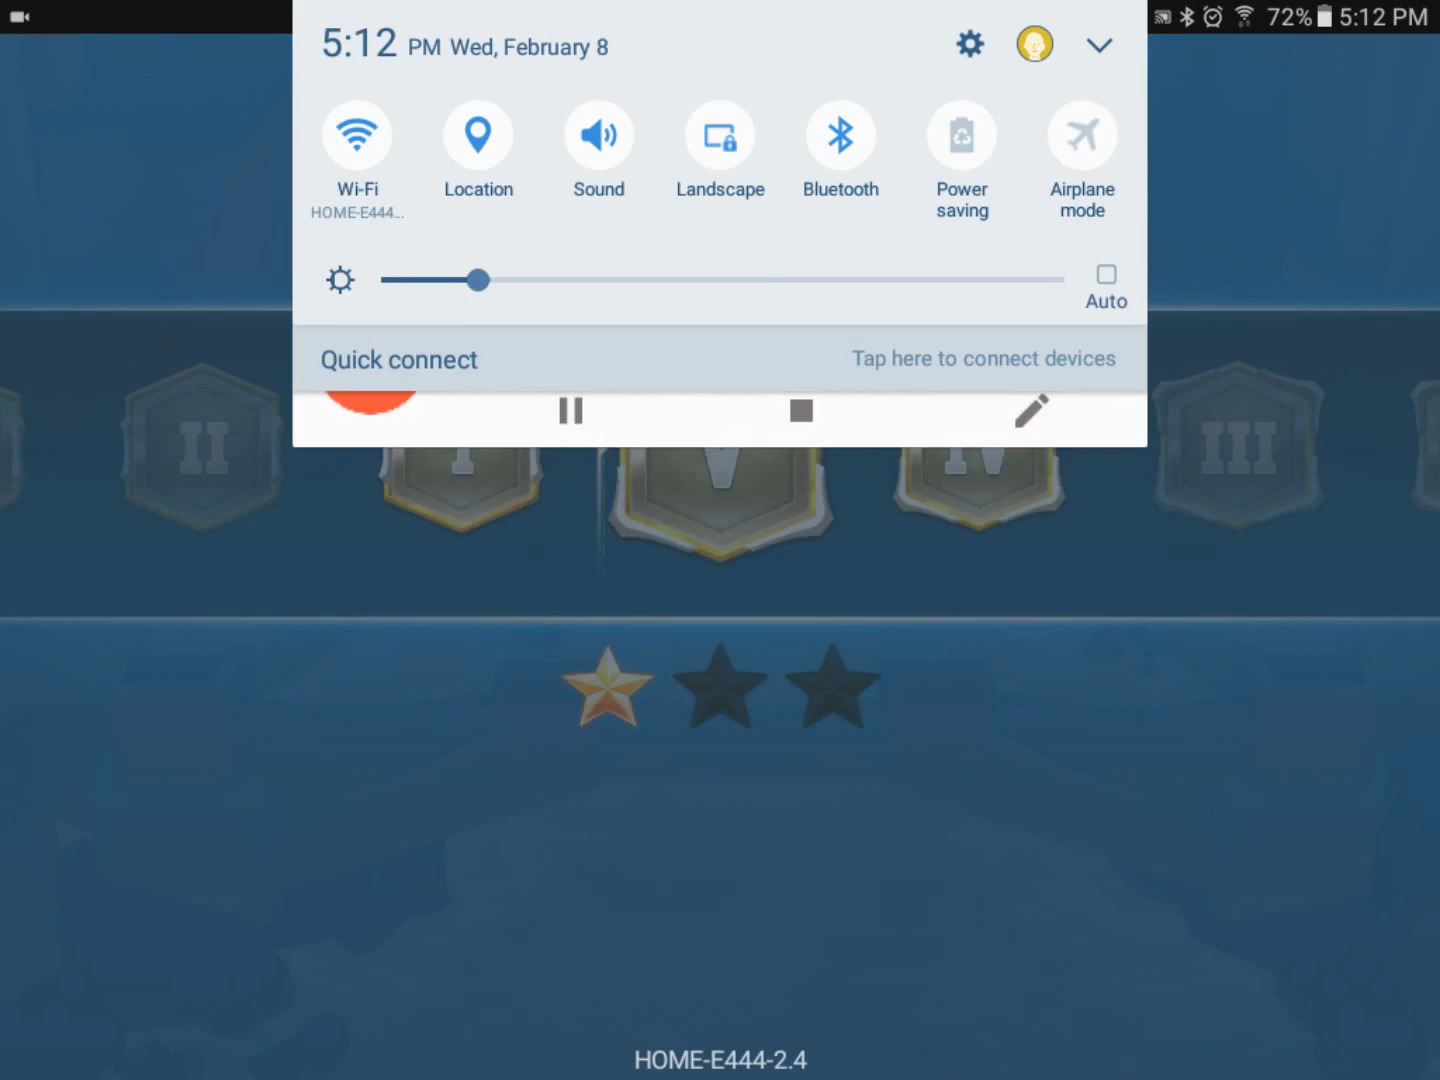 72% 5:12 PM
5:12 PM Wed, February 8
Wi-Fi
HOME-E444...
Location
Sound
Landscape
Bluetooth
Power
saving
Airplane
mode
Auto
Quick connect
Tap here to connect devices
II
I
V
IV
III
HOME-E444-2.4